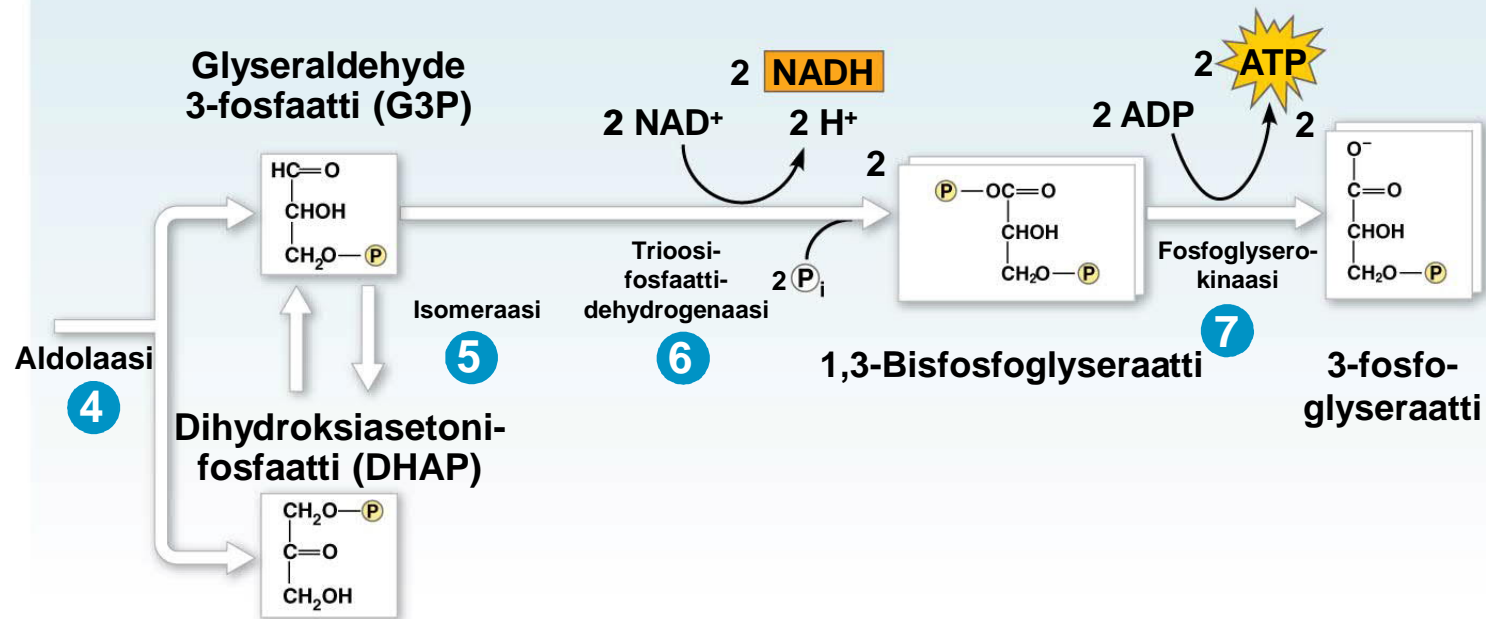 Glyseraldehyde
3-fosfaatti (G3P)
HC=O
CHOH
CH₂O—P
Aldolaasi
4
Isomeraasi
5
Dihydroksiasetoni-
fosfaatti (DHAP)
CH₂O—P
C=O
CH₂OH
2 NADH
2 NAD⁺ 2 H⁺
Trioosi-
fosfaatti-
dehydrogenaasi
6
2 Pᵢ
2
P—OC=O
CHOH
CH₂O—P
1,3-Bisfosfoglyseraatti
2 ATP
2 ADP
Fosfoglysero-
kinaasi
7
2
O⁻
C=O
CHOH
CH₂O—P
3-fosfo-
glyseraatti